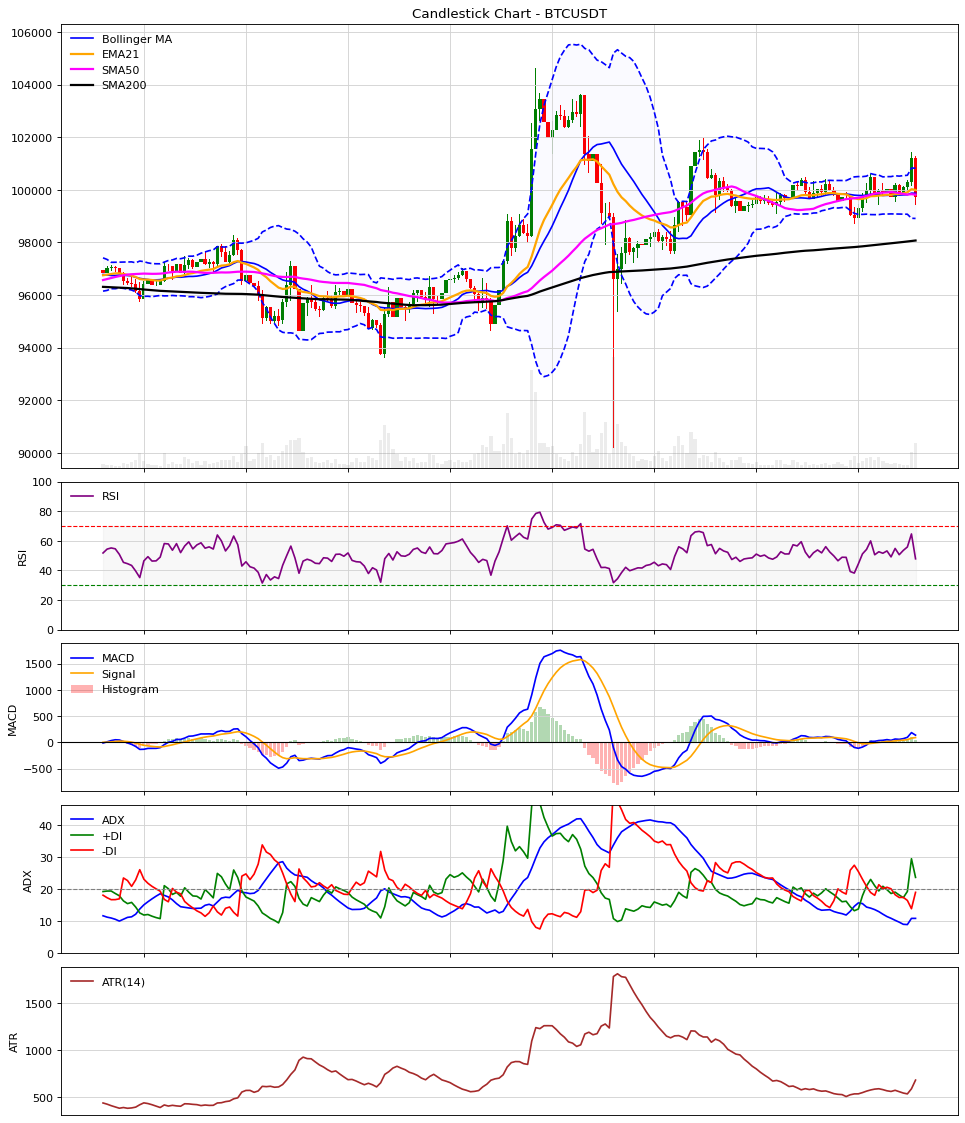 Candlestick Chart - BTCUSDT
106000
104000
102000
100000
98000
96000
94000
92000
90000
Bollinger MA
EMA21
SMA50
SMA200
100
80
60
40
20
0
RSI
RSI
1500
1000
500
0
−500
MACD
MACD
Signal
Histogram
40
30
20
10
0
ADX
ADX
+DI
-DI
1500
1000
500
ATR
ATR(14)